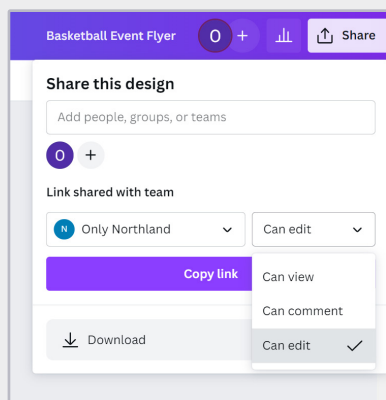 Basketball Event Flyer
O
+
Share
Share this design
Add people, groups, or teams
O
+
Link shared with team
N Only Northland
Can edit
Copy link
Can view
Can comment
Can edit
Download